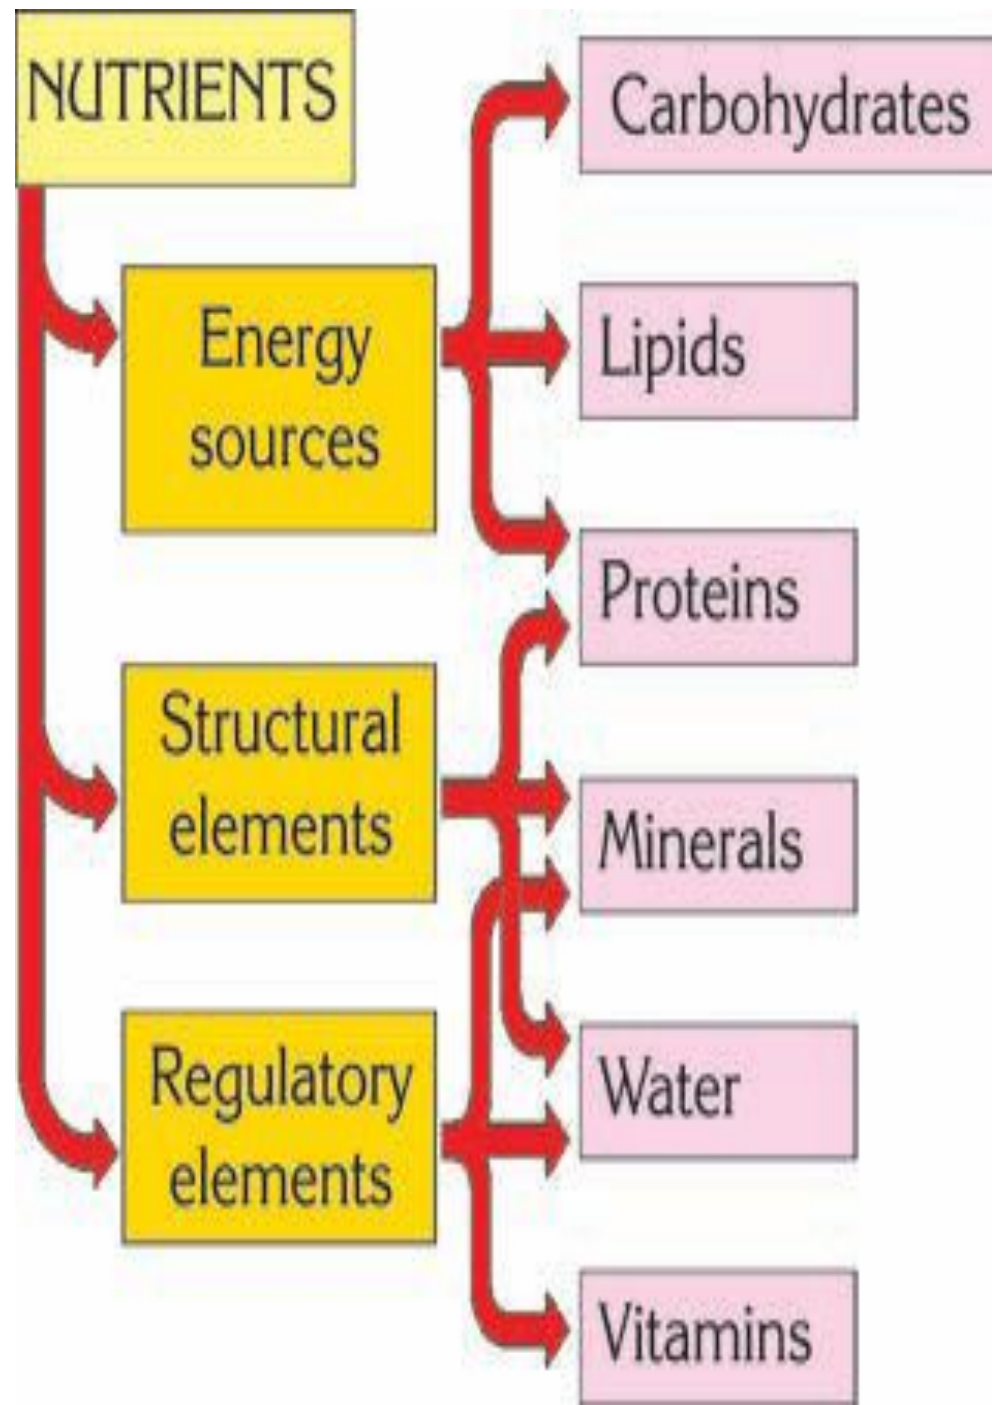 NUTRIENTS
Carbohydrates
Energy
sources
Lipids
Proteins
Structural
elements
Minerals
Regulatory
elements
Water
Vitamins